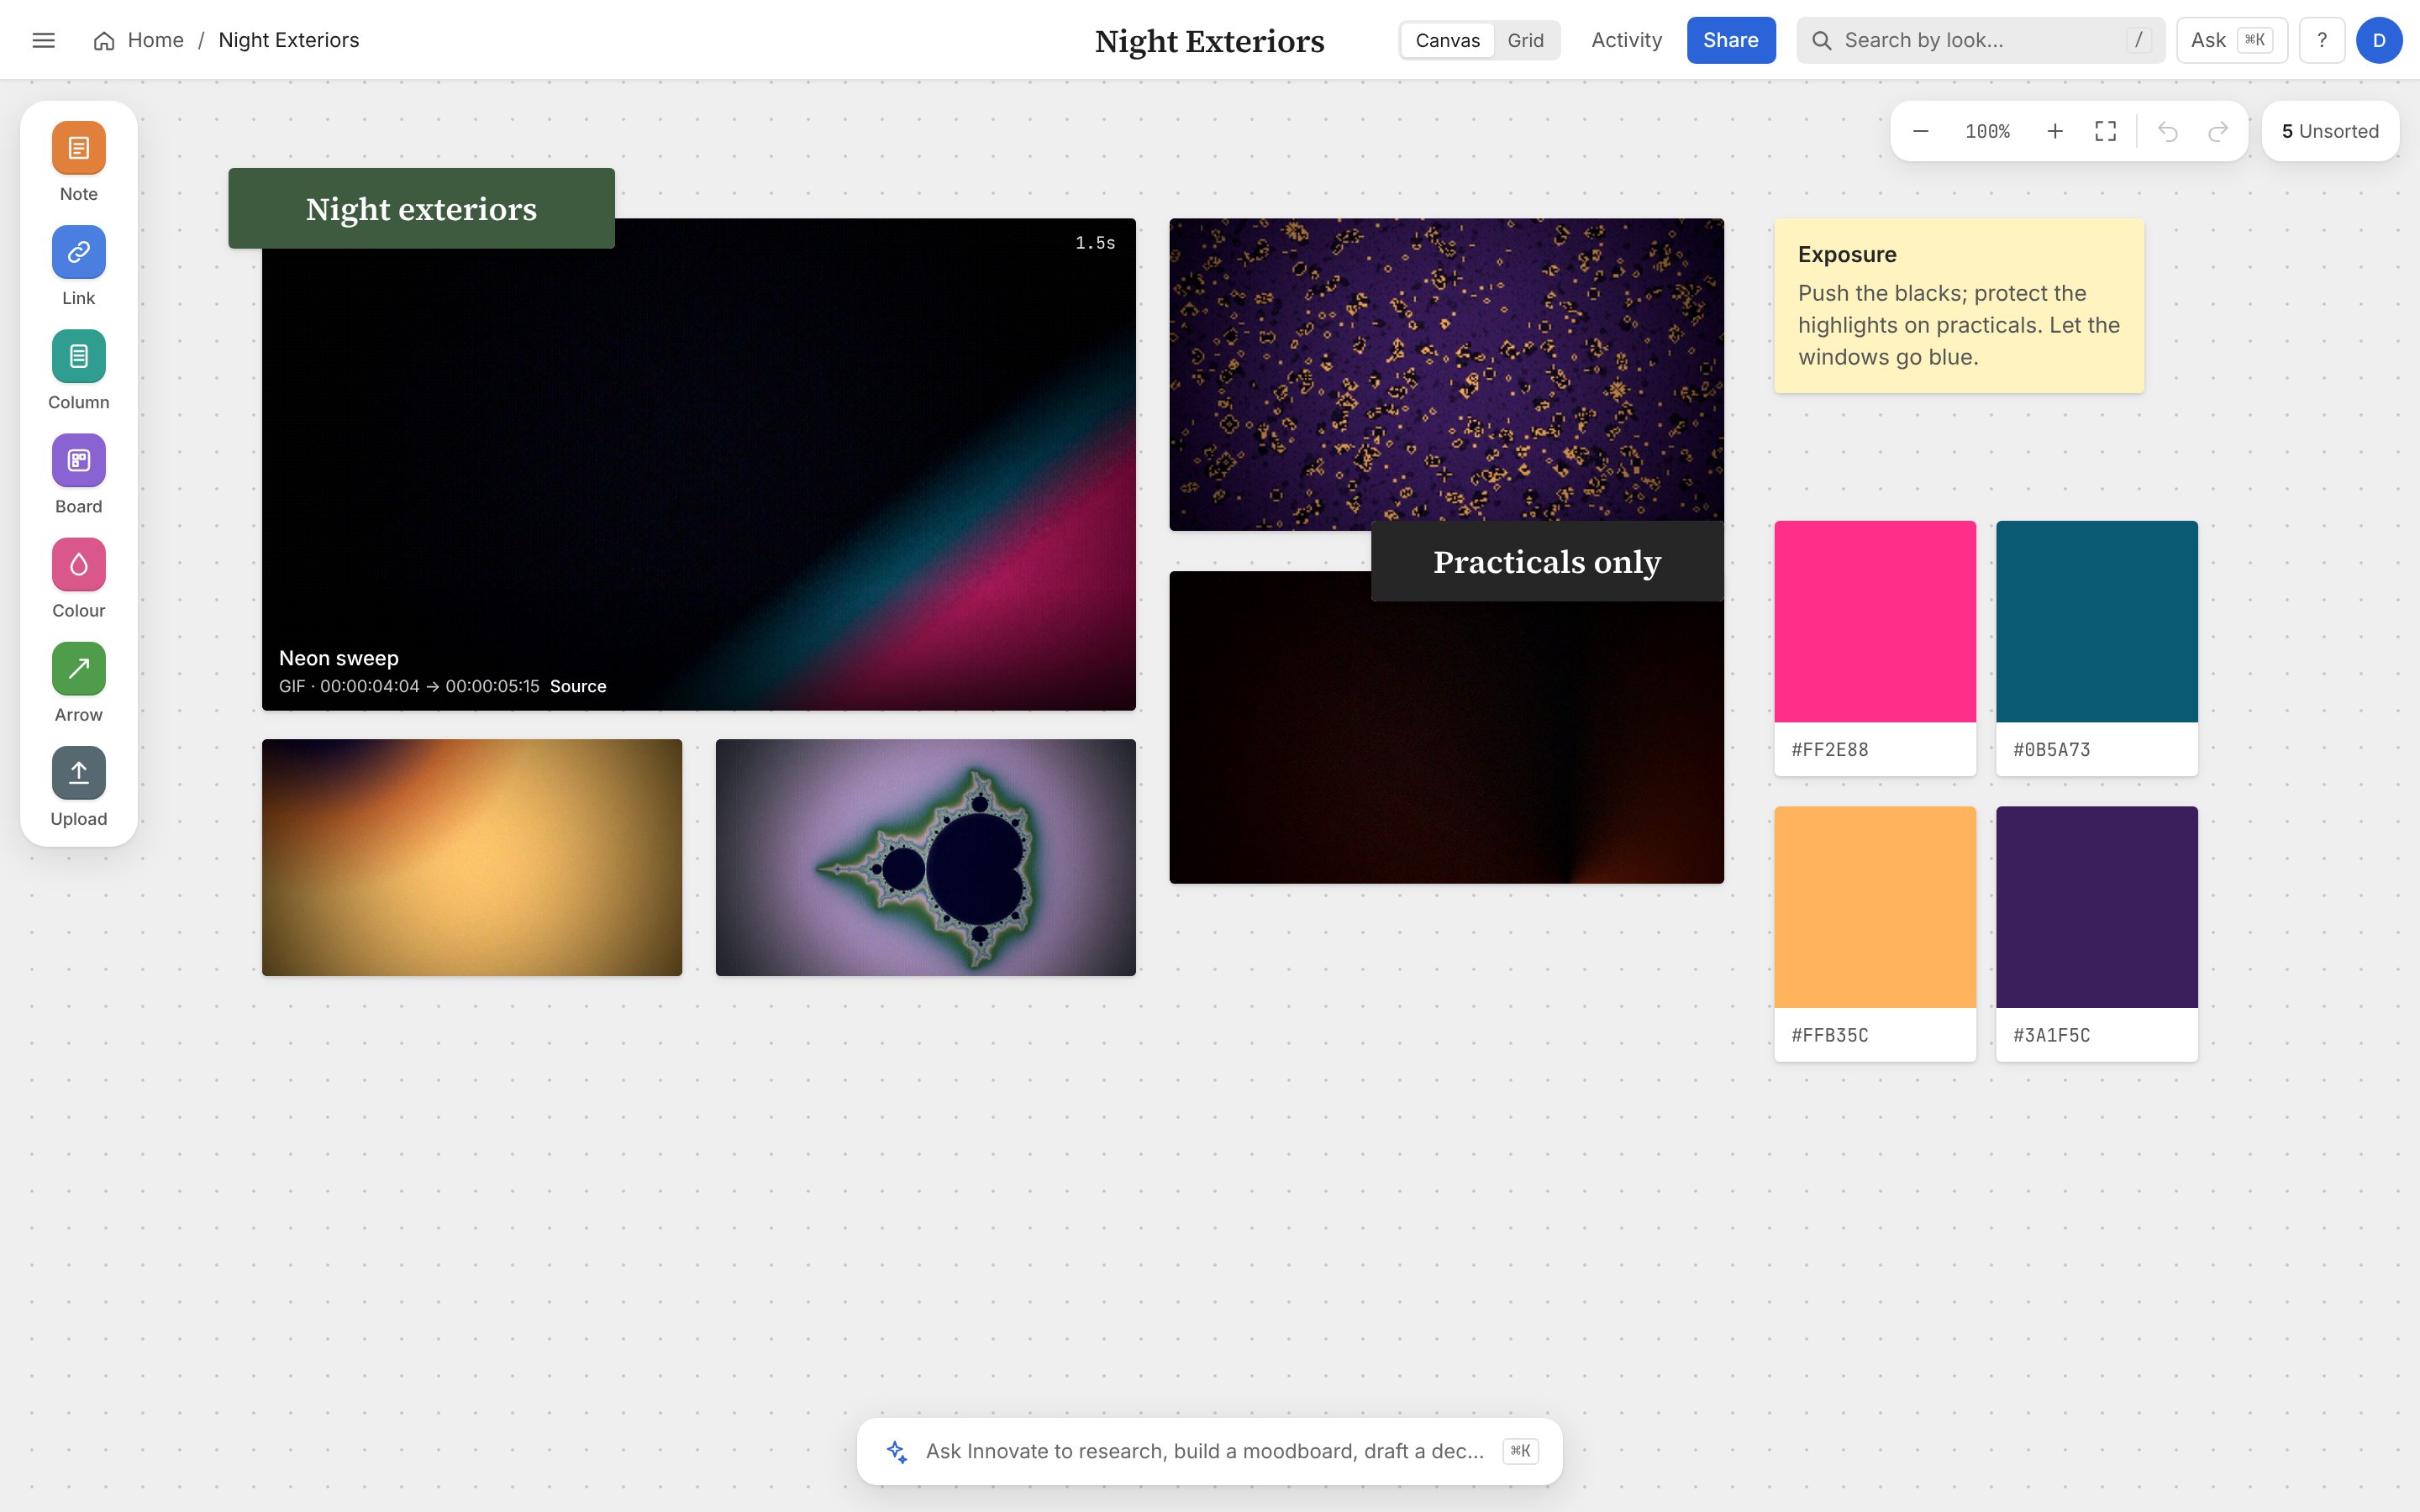 Home / Night Exteriors
Night Exteriors
Canvas Grid
Activity
Share
Search by look... /
Ask ⌘K
?
D
Note
Link
Column
Board
Colour
Arrow
Upload
100%
5 Unsorted
Night exteriors
1.5s
Neon sweep
GIF · 00:00:04:04 → 00:00:05:15 Source
Practicals only
Exposure
Push the blacks; protect the
highlights on practicals. Let the
windows go blue.
#FF2E88
#0B5A73
#FFB35C
#3A1F5C
Ask Innovate to research, build a moodboard, draft a dec... ⌘K